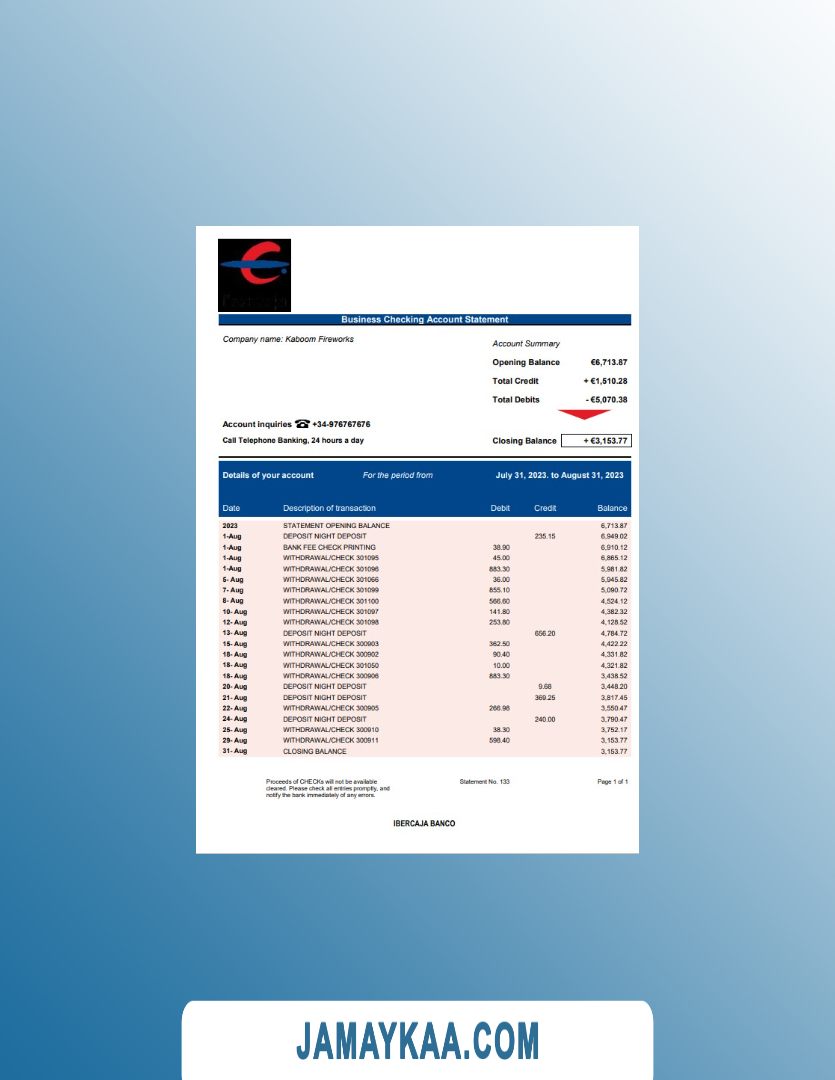 Business Checking Account Statement
Company name: Kaboom Fireworks
Account Summary
Opening Balance €6,713.87
Total Credit + €1,510.28
Total Debits - €5,070.38
Account inquiries ☎ +34-976767676
Call Telephone Banking, 24 hours a day
Closing Balance + €3,153.77
Details of your account For the period from July 31, 2023. to August 31, 2023
Date Description of transaction Debit Credit Balance
2023 STATEMENT OPENING BALANCE 6,713.87
1-Aug DEPOSIT NIGHT DEPOSIT 235.15 6,949.02
1-Aug BANK FEE CHECK PRINTING 38.90 6,910.12
1-Aug WITHDRAWAL/CHECK 301095 45.00 6,865.12
1-Aug WITHDRAWAL/CHECK 301096 883.30 5,981.82
5- Aug WITHDRAWAL/CHECK 301066 36.00 5,945.82
7- Aug WITHDRAWAL/CHECK 301099 855.10 5,090.72
8- Aug WITHDRAWAL/CHECK 301100 566.60 4,524.12
10- Aug WITHDRAWAL/CHECK 301097 141.80 4,382.32
12- Aug WITHDRAWAL/CHECK 301098 253.80 4,128.52
13- Aug DEPOSIT NIGHT DEPOSIT 656.20 4,784.72
15- Aug WITHDRAWAL/CHECK 300903 362.50 4,422.22
18- Aug WITHDRAWAL/CHECK 300902 90.40 4,331.82
18- Aug WITHDRAWAL/CHECK 301050 10.00 4,321.82
18- Aug WITHDRAWAL/CHECK 300906 883.30 3,438.52
20- Aug DEPOSIT NIGHT DEPOSIT 9.68 3,448.20
21- Aug DEPOSIT NIGHT DEPOSIT 369.25 3,817.45
22- Aug WITHDRAWAL/CHECK 300905 266.98 3,550.47
24- Aug DEPOSIT NIGHT DEPOSIT 240.00 3,790.47
25- Aug WITHDRAWAL/CHECK 300910 38.30 3,752.17
29- Aug WITHDRAWAL/CHECK 300911 598.40 3,153.77
31- Aug CLOSING BALANCE 3,153.77
Proceeds of CHECKs will not be available
cleared. Please check all entries promptly, and
notify the bank immediately of any errors.
Statement No. 133
Page 1 of 1
IBERCAJA BANCO
JAMAYKAA.COM